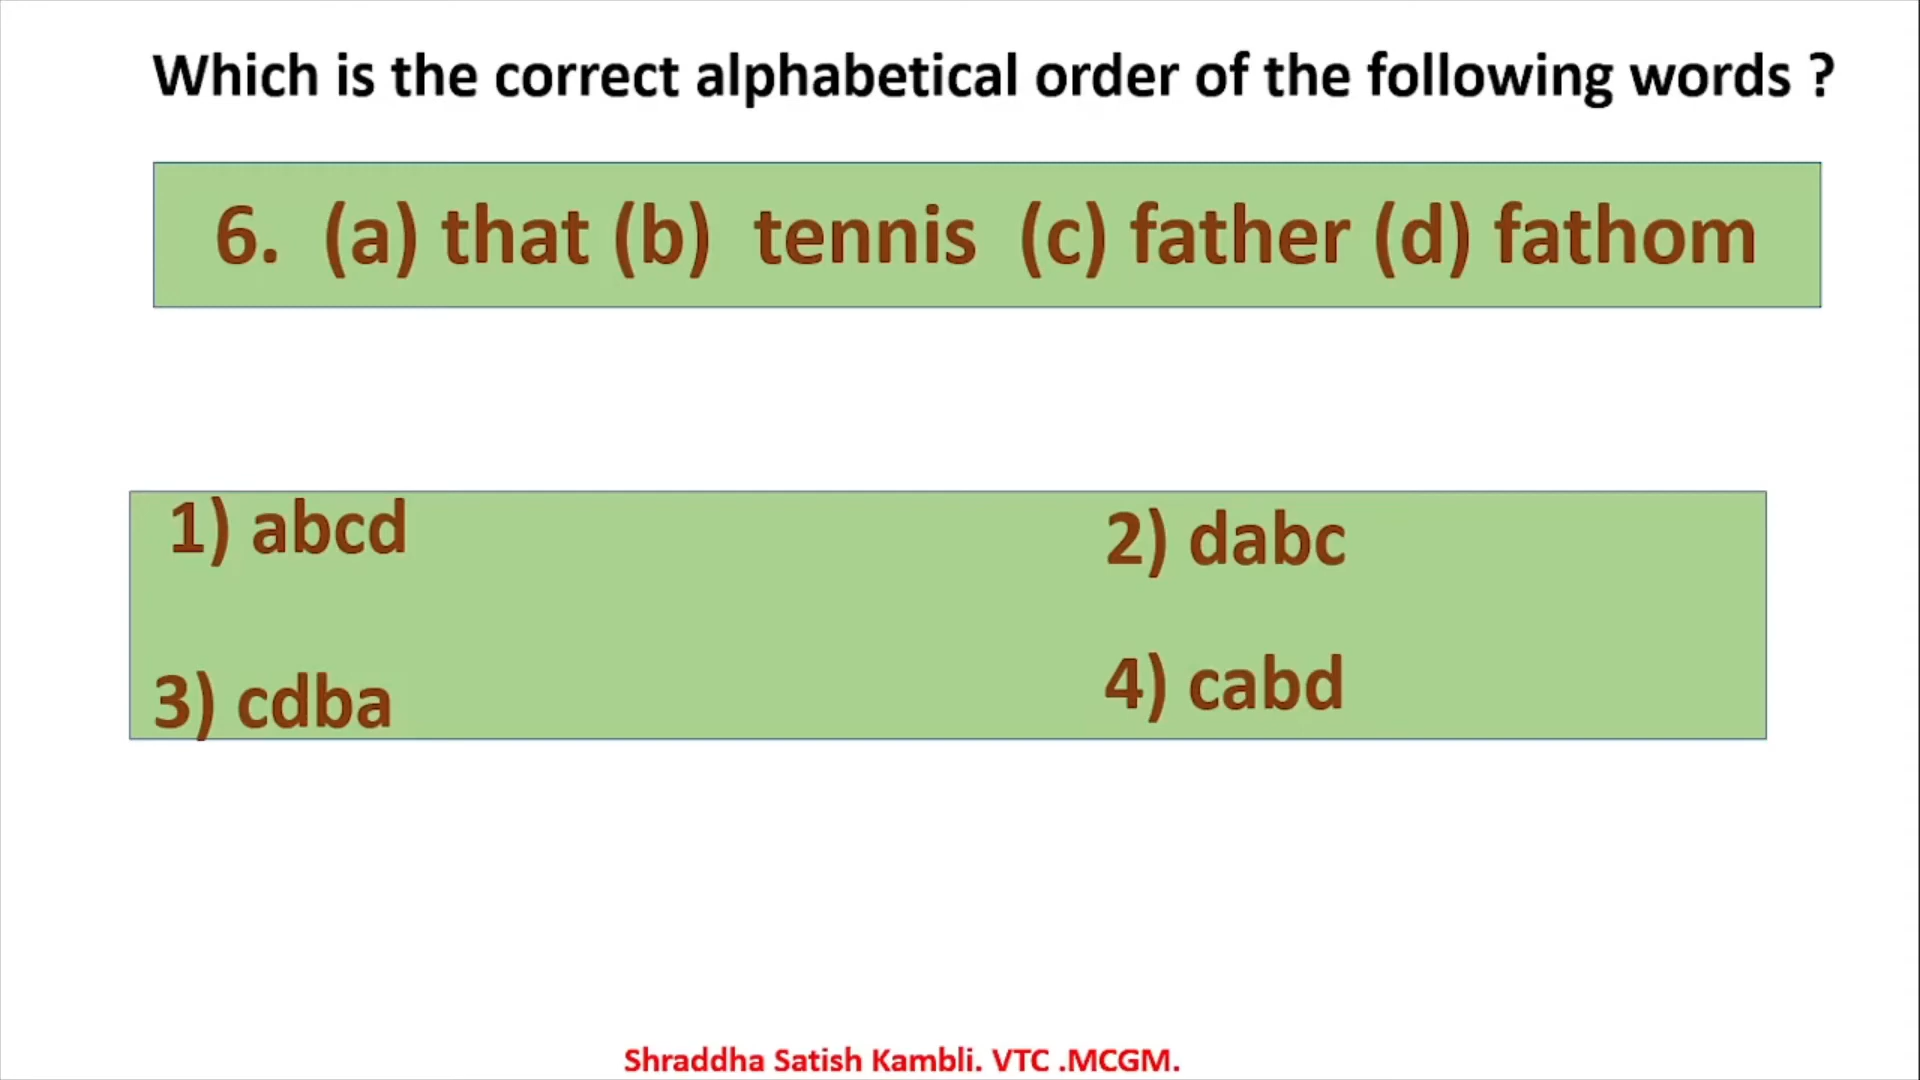 Which is the correct alphabetical order of the following words ?
6. (a) that (b) tennis (c) father (d) fathom
1) abcd
2) dabc
3) cdba
4) cabd
Shraddha Satish Kambli. VTC .MCGM.